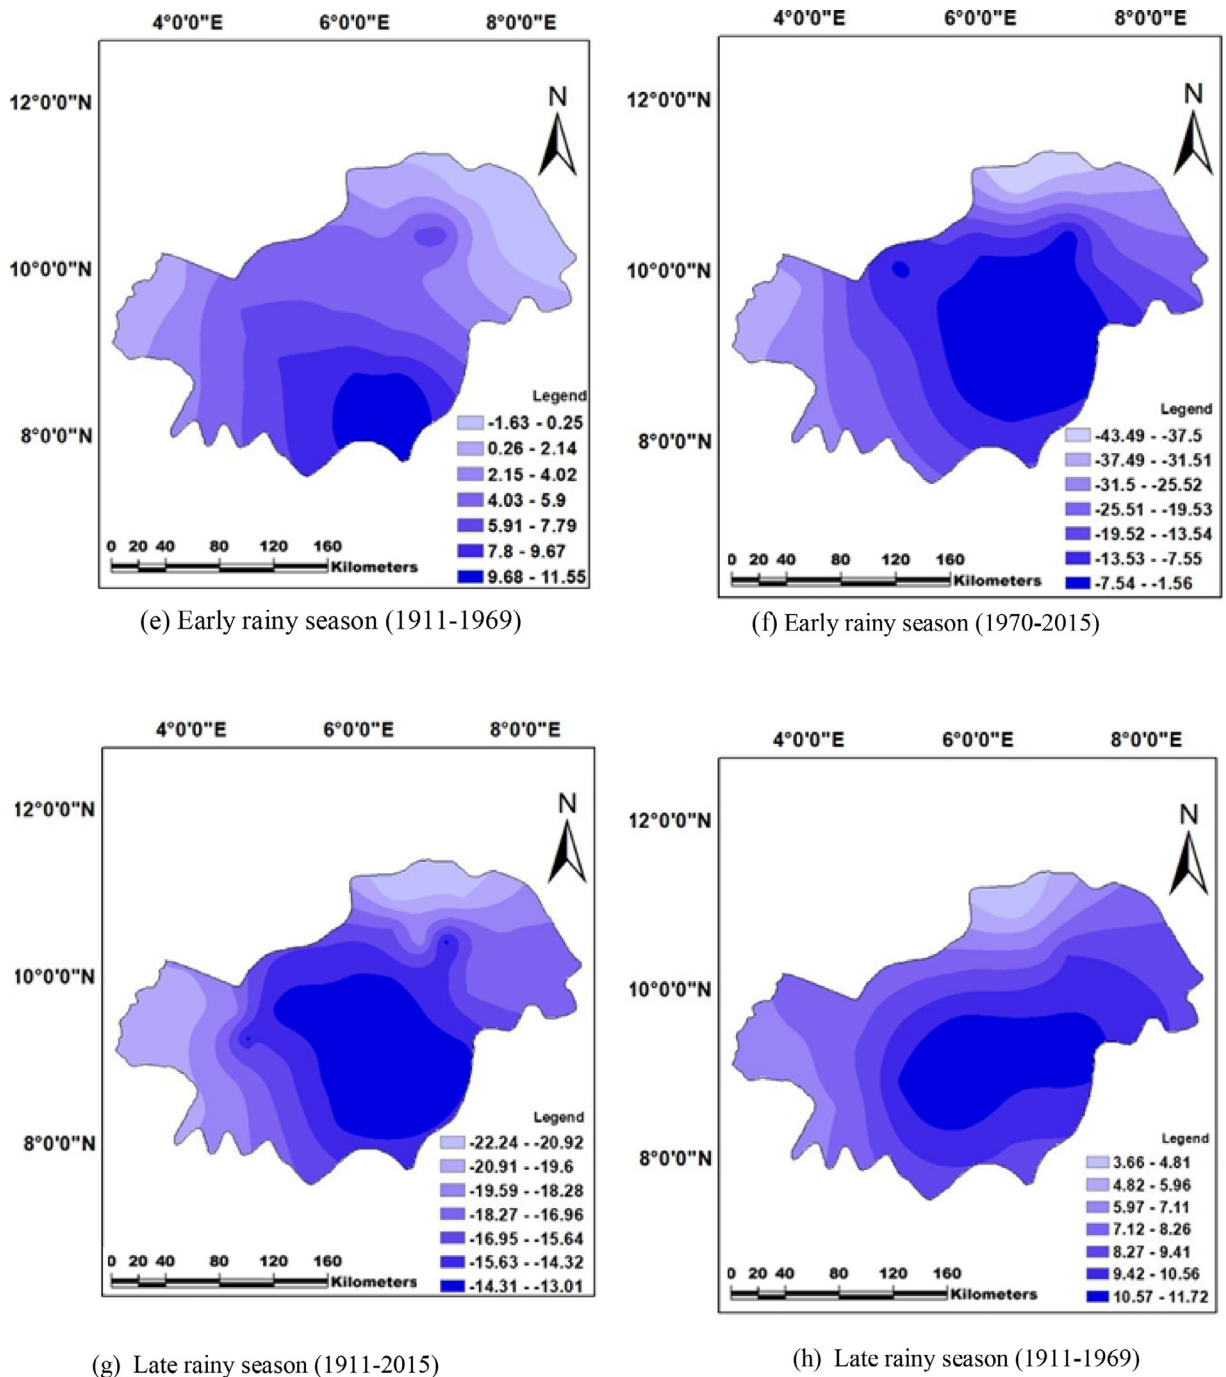 4°0'0"E 6°0'0"E 8°0'0"E
12°0'0"N
10°0'0"N
8°0'0"N
N
Legend
-1.63 - 0.25
0.26 - 2.14
2.15 - 4.02
4.03 - 5.9
5.91 - 7.79
7.8 - 9.67
9.68 - 11.55
0 20 40 80 120 160
Kilometers
(e) Early rainy season (1911-1969)
4°0'0"E 6°0'0"E 8°0'0"E
12°0'0"N
10°0'0"N
8°0'0"N
N
Legend
-43.49 - -37.5
-37.49 - -31.51
-31.5 - -25.52
-25.51 - -19.53
-19.52 - -13.54
-13.53 - -7.55
-7.54 - -1.56
0 20 40 80 120 160
Kilometers
(f) Early rainy season (1970-2015)
4°0'0"E 6°0'0"E 8°0'0"E
12°0'0"N
10°0'0"N
8°0'0"N
N
Legend
-22.24 - -20.92
-20.91 - -19.6
-19.59 - -18.28
-18.27 - -16.96
-16.95 - -15.64
-15.63 - -14.32
-14.31 - -13.01
0 20 40 80 120 160
Kilometers
(g) Late rainy season (1911-2015)
4°0'0"E 6°0'0"E 8°0'0"E
12°0'0"N
10°0'0"N
8°0'0"N
N
Legend
3.66 - 4.81
4.82 - 5.96
5.97 - 7.11
7.12 - 8.26
8.27 - 9.41
9.42 - 10.56
10.57 - 11.72
0 20 40 80 120 160
Kilometers
(h) Late rainy season (1911-1969)